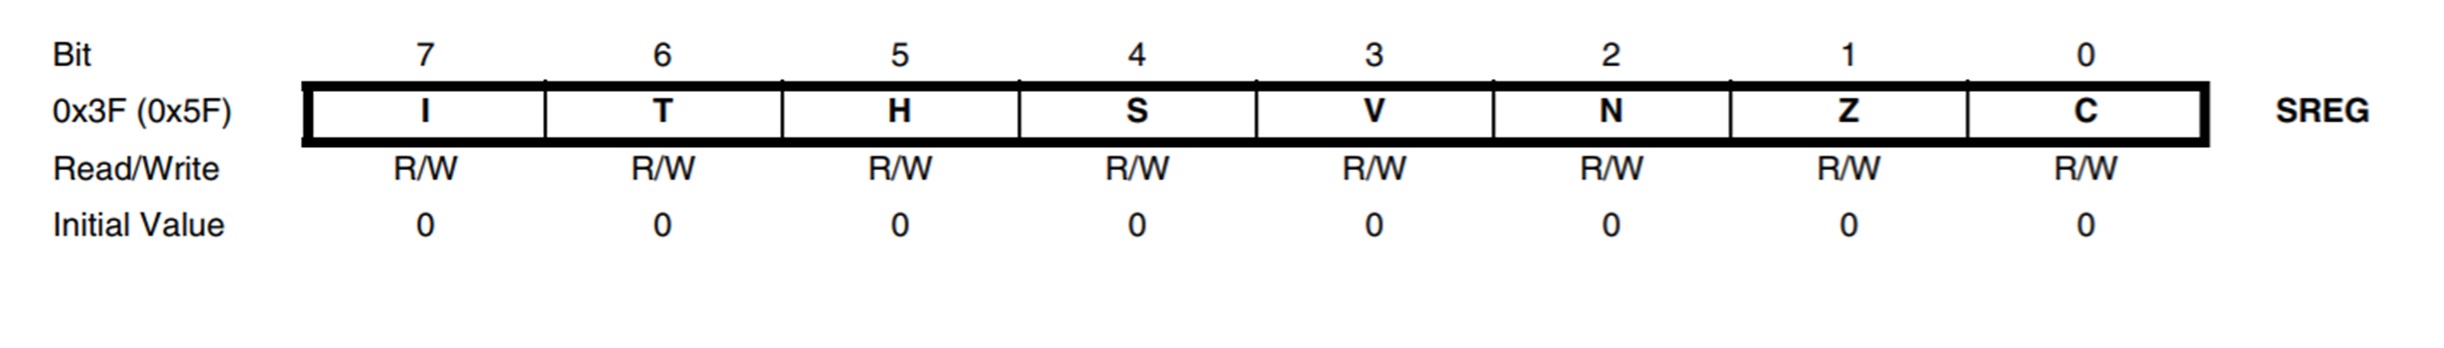 Bit 7 6 5 4 3 2 1 0
0x3F (0x5F) I T H S V N Z C SREG
Read/Write R/W R/W R/W R/W R/W R/W R/W R/W
Initial Value 0 0 0 0 0 0 0 0